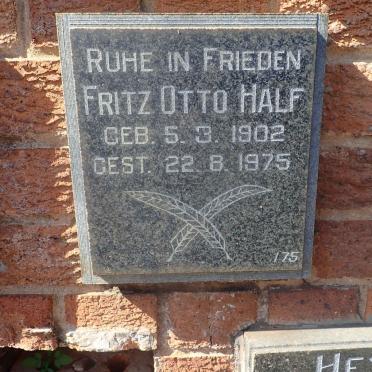 RUHE IN FRIEDEN
FRITZ OTTO HALF
GEB. 5. 3. 1902
GEST. 22. 8. 1975
175